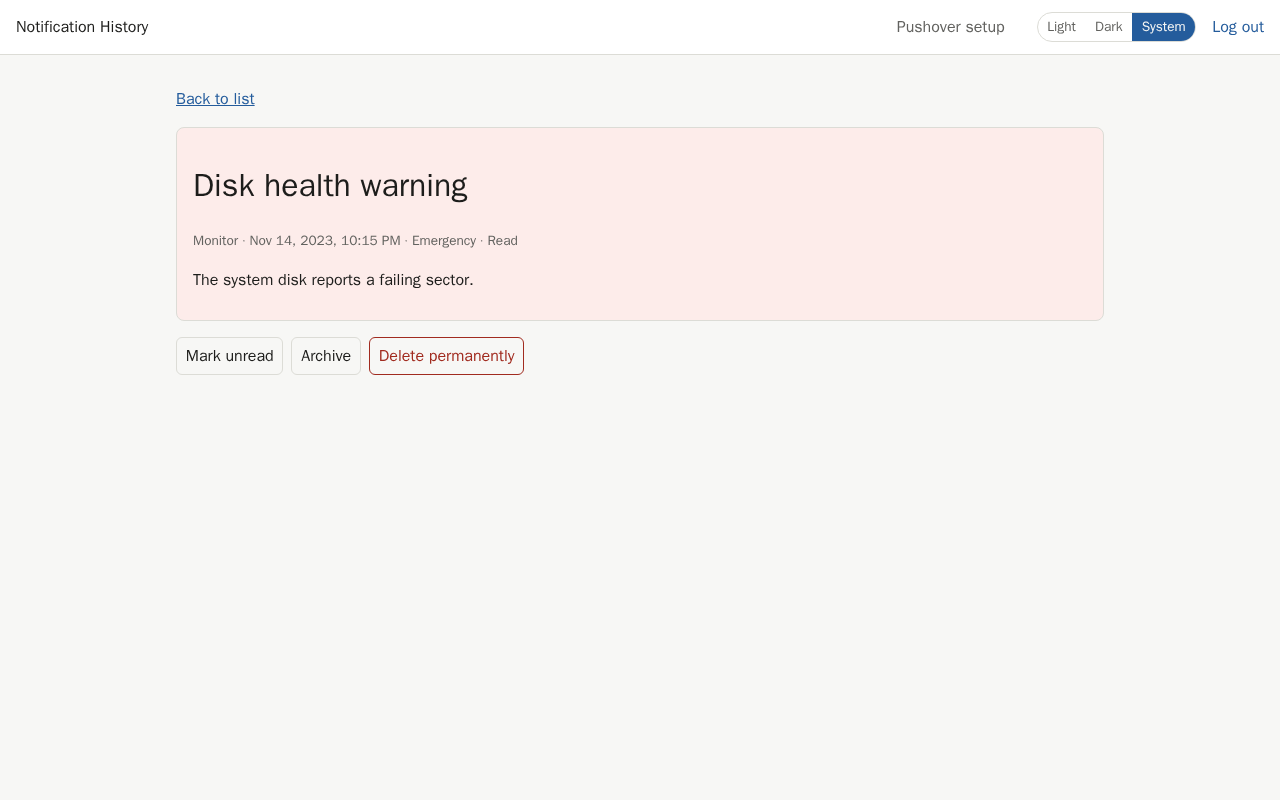 Notification History Pushover setup Light Dark System Log out
Back to list
Disk health warning
Monitor · Nov 14, 2023, 10:15 PM · Emergency · Read
The system disk reports a failing sector.
Mark unread Archive Delete permanently